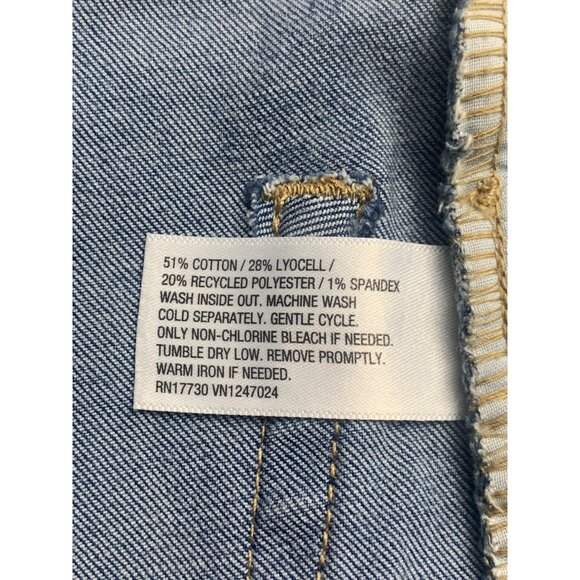 51% COTTON / 28% LYOCELL /
20% RECYCLED POLYESTER / 1% SPANDEX
WASH INSIDE OUT. MACHINE WASH
COLD SEPARATELY. GENTLE CYCLE.
ONLY NON-CHLORINE BLEACH IF NEEDED.
TUMBLE DRY LOW. REMOVE PROMPTLY.
WARM IRON IF NEEDED.
RN17730 VN1247024